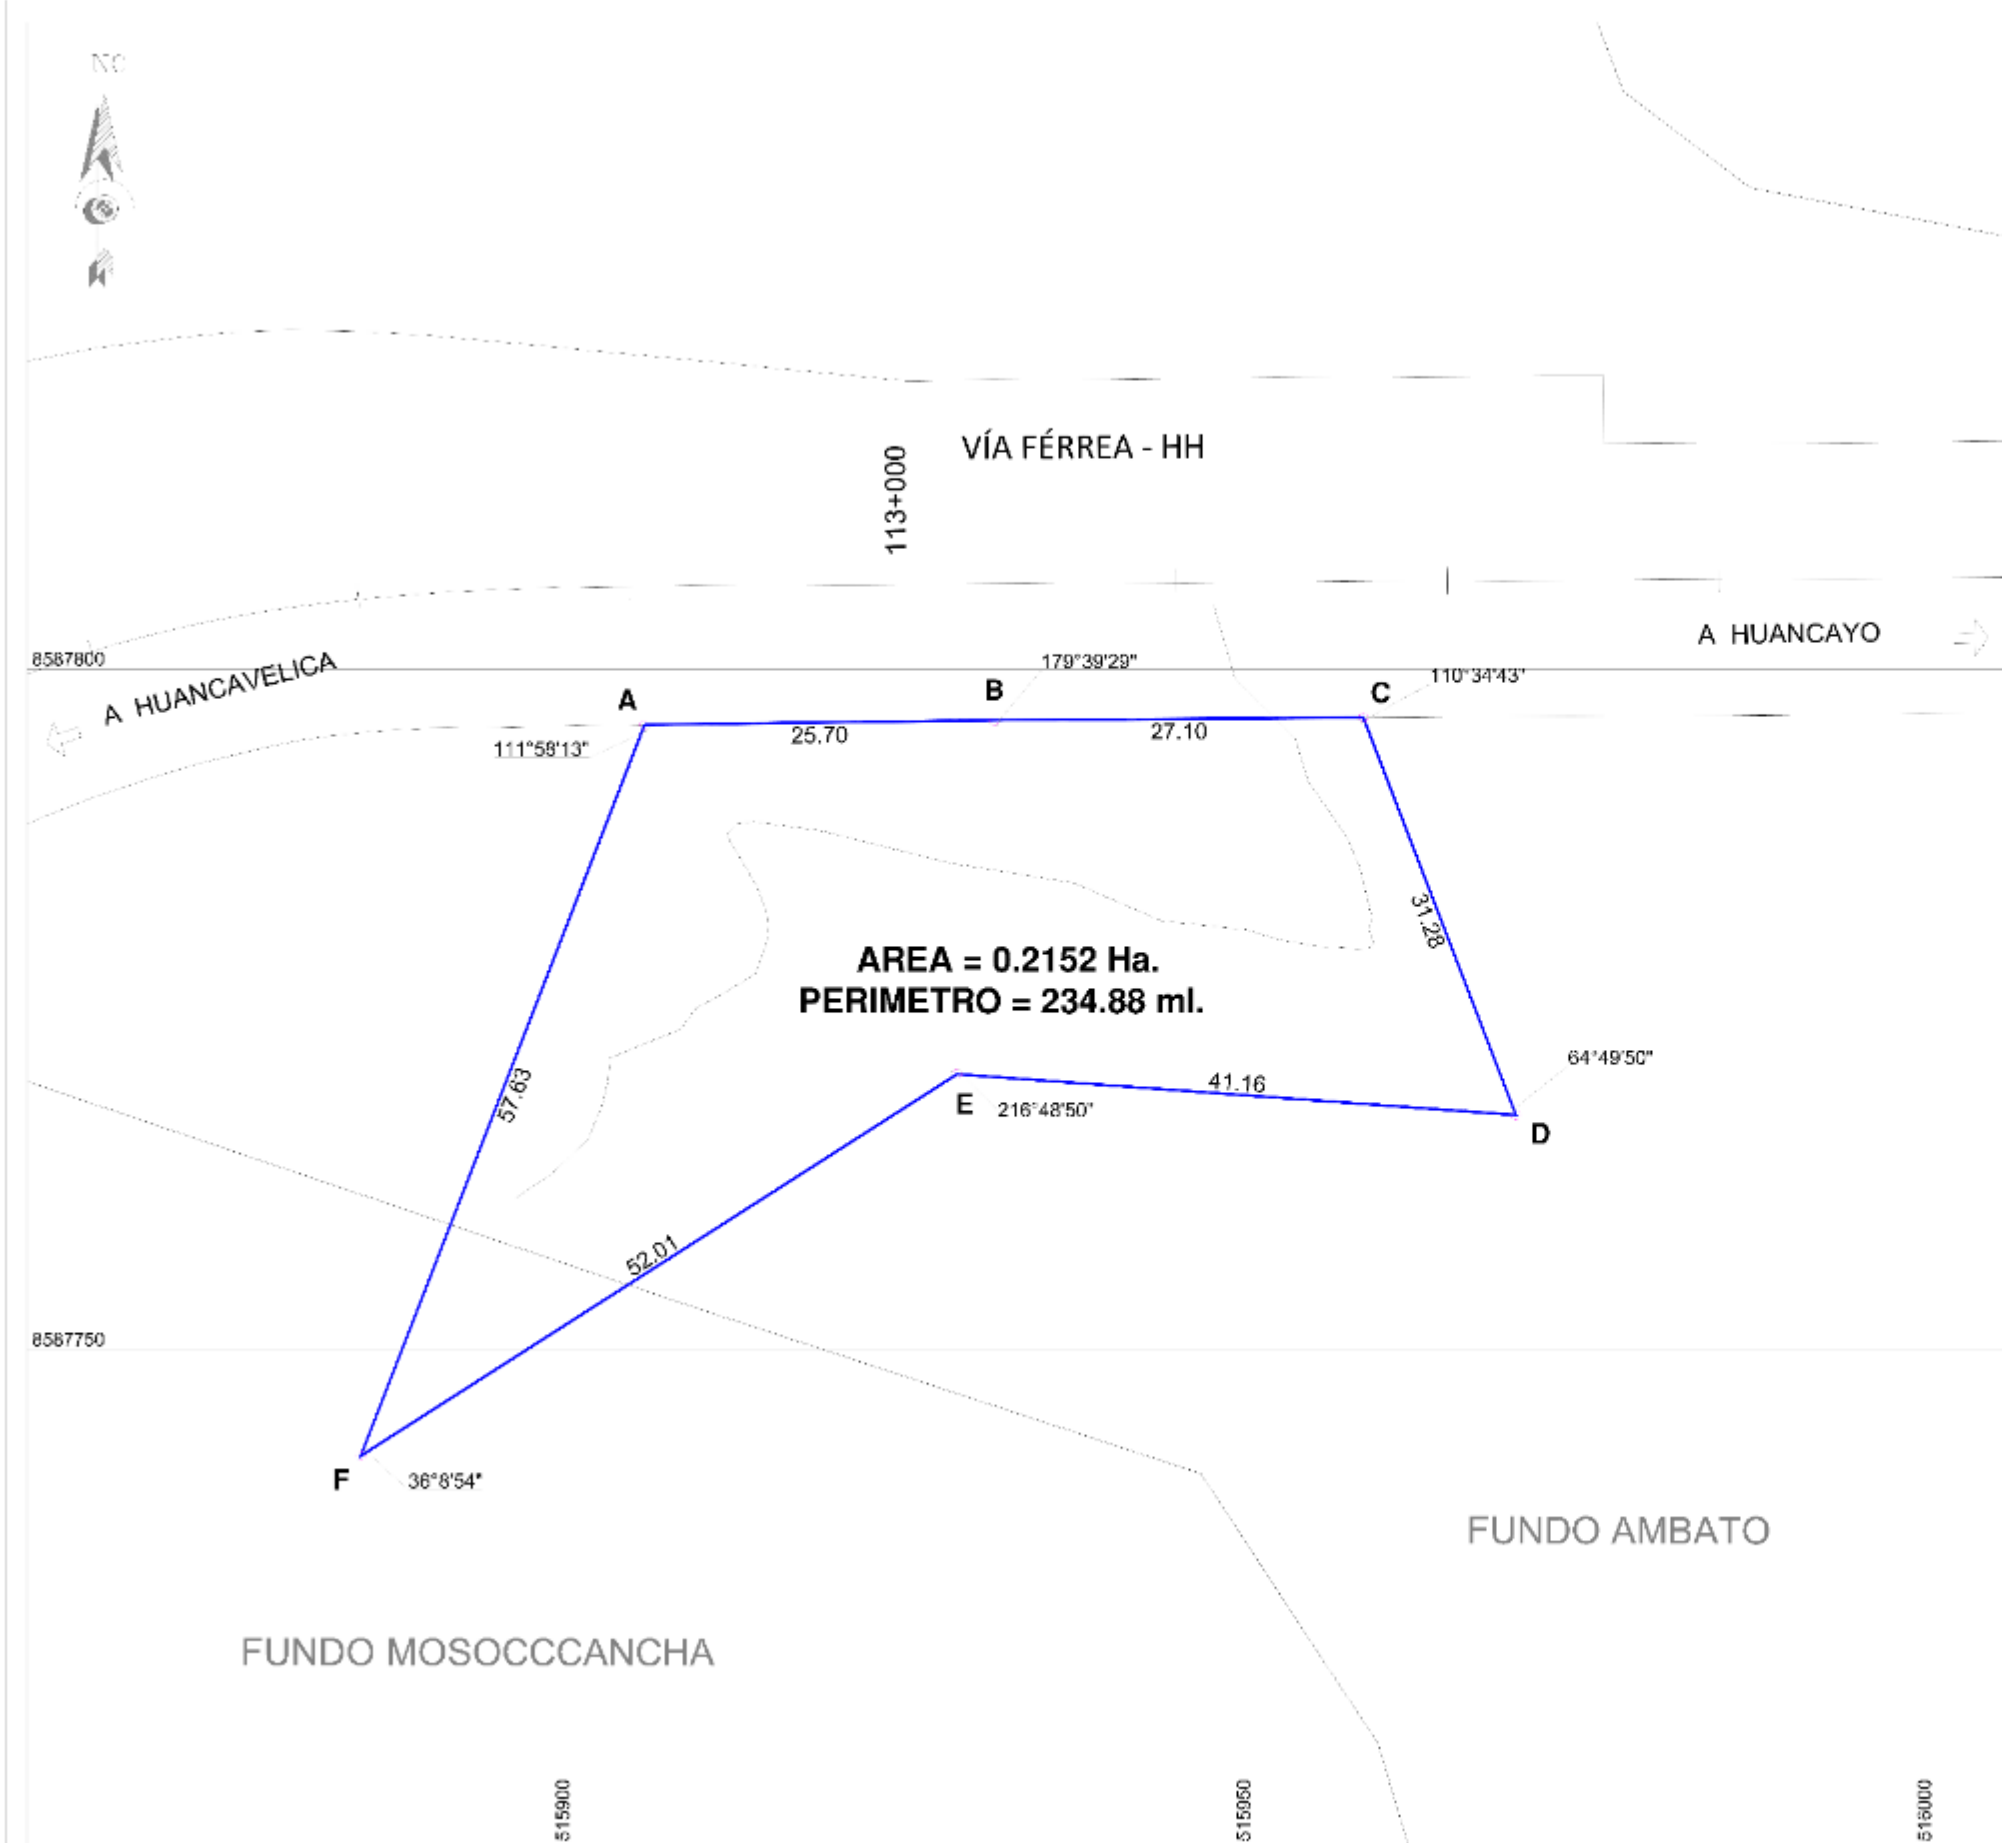 NC
VÍA FÉRREA - HH
113+000
A HUANCAYO
8587800
A HUANCAVELICA
179°39'29"
110°34'43"
A
B
C
25.70
27.10
111°58'13"
31.28
AREA = 0.2152 Ha.
PERIMETRO = 234.88 ml.
57.63
64°49'50"
41.16
E
216°48'50"
D
52.01
8587750
F
36°8'54"
FUNDO AMBATO
FUNDO MOSOCCCANCHA
515900
515950
516000